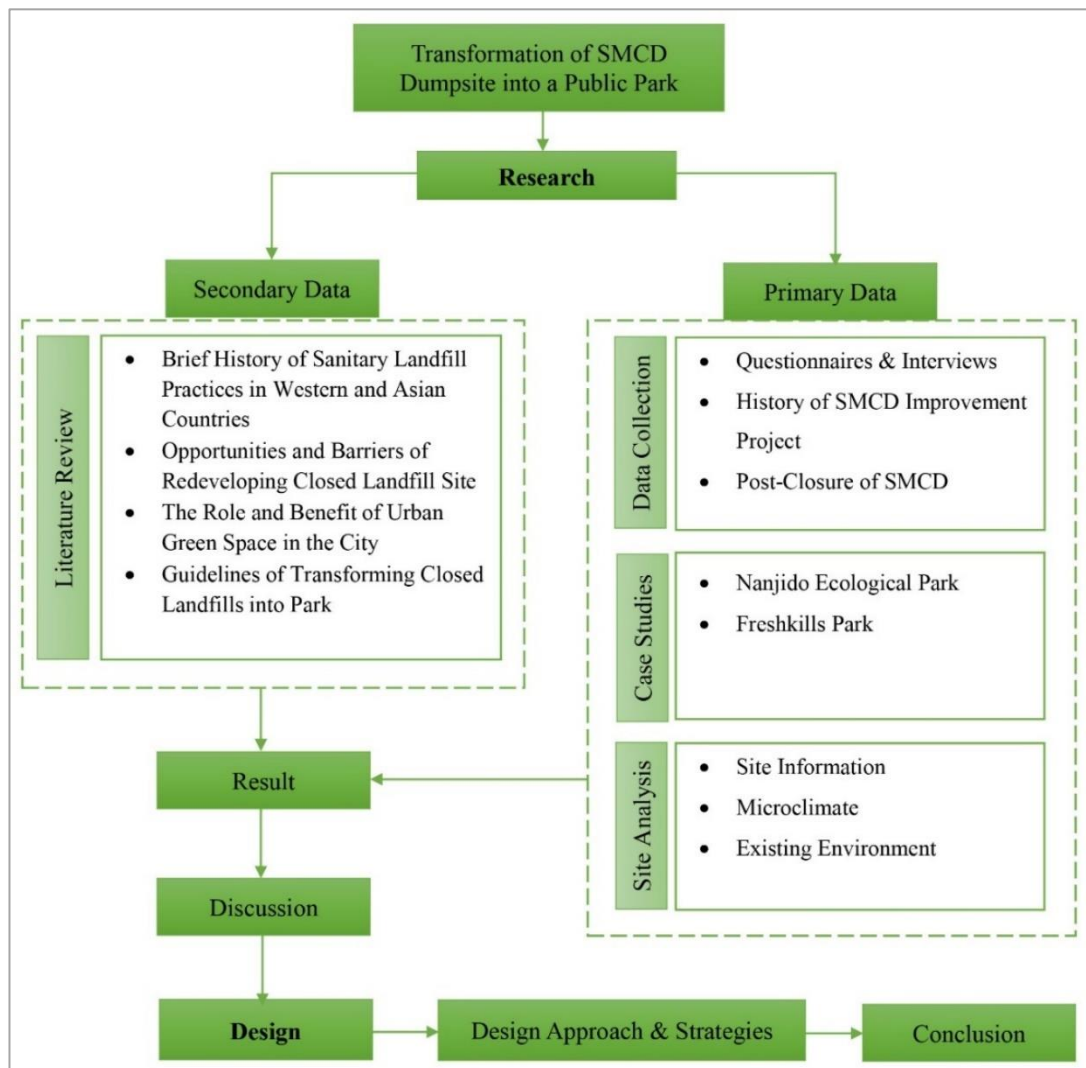 Transformation of SMCD
Dumpsite into a Public Park
Research
Secondary Data
Literature Review
• Brief History of Sanitary Landfill
Practices in Western and Asian
Countries
• Opportunities and Barriers of
Redeveloping Closed Landfill Site
• The Role and Benefit of Urban
Green Space in the City
• Guidelines of Transforming Closed
Landfills into Park
Primary Data
Data Collection
• Questionnaires & Interviews
• History of SMCD Improvement
Project
• Post-Closure of SMCD
Case Studies
• Nanjido Ecological Park
• Freshkills Park
Site Analysis
• Site Information
• Microclimate
• Existing Environment
Result
Discussion
Design
Design Approach & Strategies
Conclusion